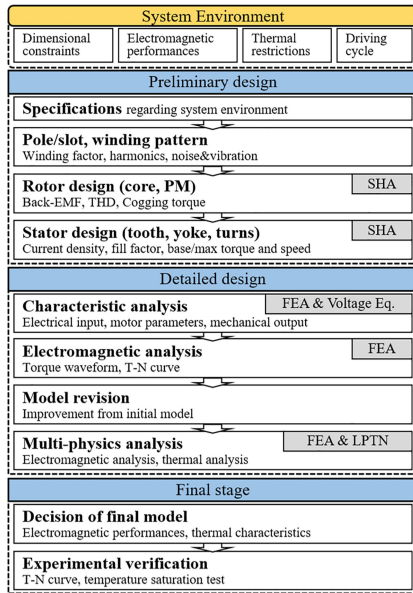 System Environment
Dimensional constraints
Electromagnetic performances
Thermal restrictions
Driving cycle
Preliminary design
Specifications regarding system environment
Pole/slot, winding pattern
Winding factor, harmonics, noise&vibration
Rotor design (core, PM)
SHA
Back-EMF, THD, Cogging torque
Stator design (tooth, yoke, turns)
SHA
Current density, fill factor, base/max torque and speed
Detailed design
Characteristic analysis
FEA & Voltage Eq.
Electrical input, motor parameters, mechanical output
Electromagnetic analysis
FEA
Torque waveform, T-N curve
Model revision
Improvement from initial model
Multi-physics analysis
FEA & LPTN
Electromagnetic analysis, thermal analysis
Final stage
Decision of final model
Electromagnetic performances, thermal characteristics
Experimental verification
T-N curve, temperature saturation test